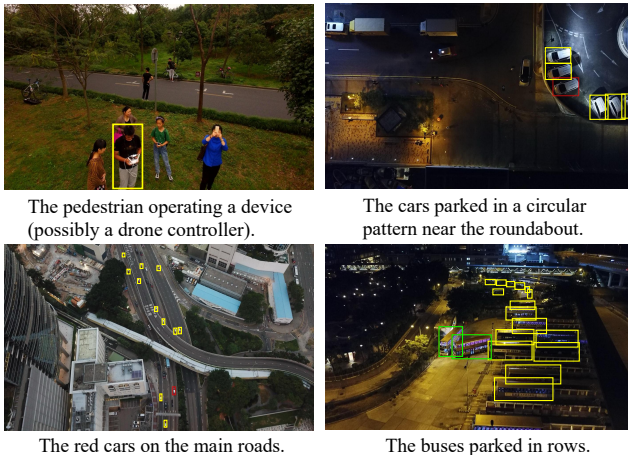 The pedestrian operating a device
(possibly a drone controller).
The cars parked in a circular
pattern near the roundabout.
The red cars on the main roads.
The buses parked in rows.